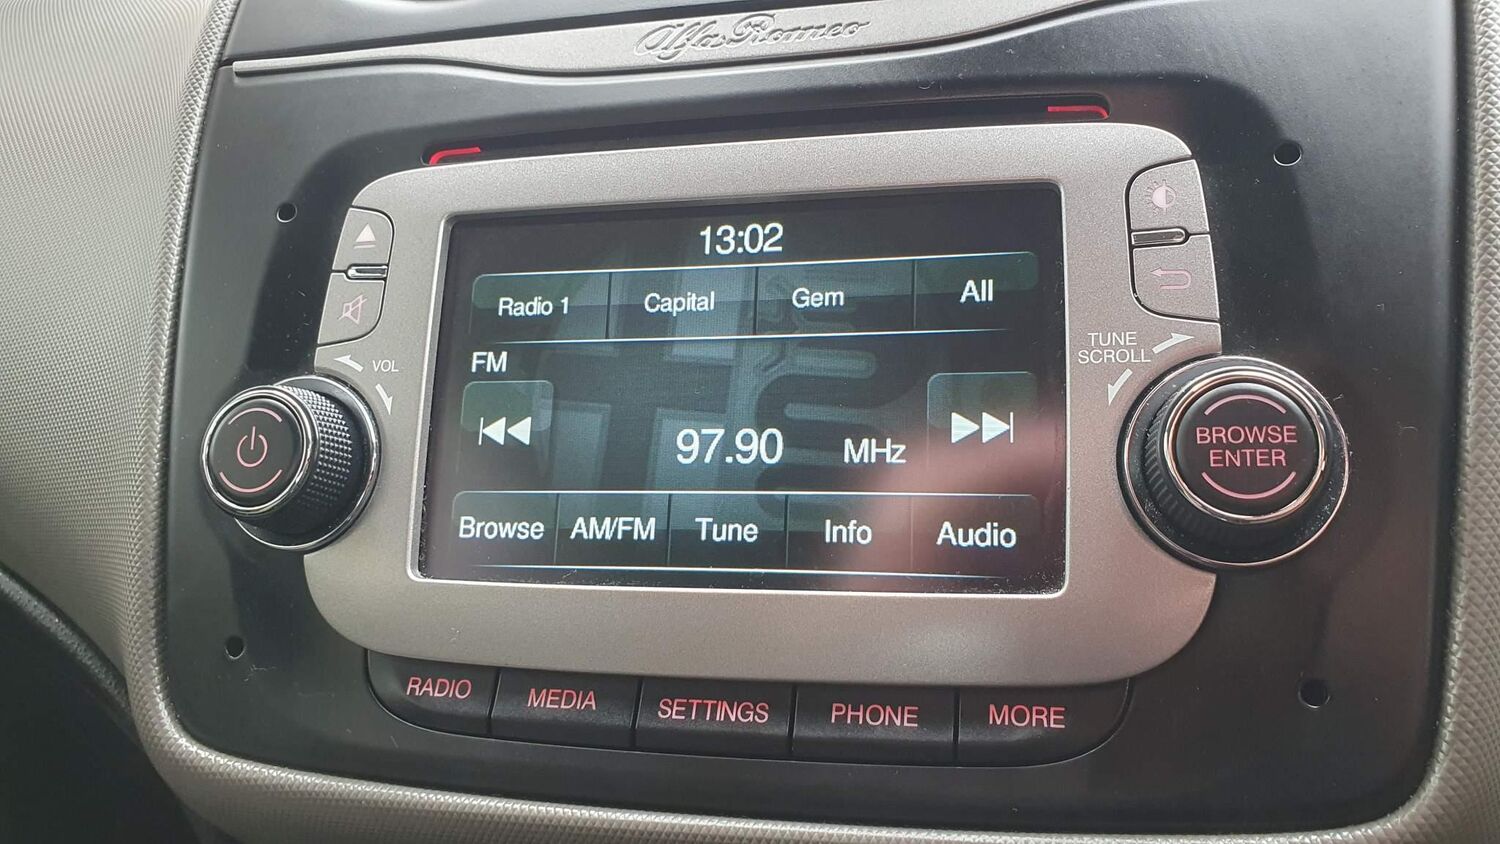 Alfa Romeo
13:02
Radio 1 Capital Gem All
FM
97.90 MHz
Browse AM/FM Tune Info Audio
VOL
TUNE
SCROLL
BROWSE
ENTER
RADIO MEDIA SETTINGS PHONE MORE